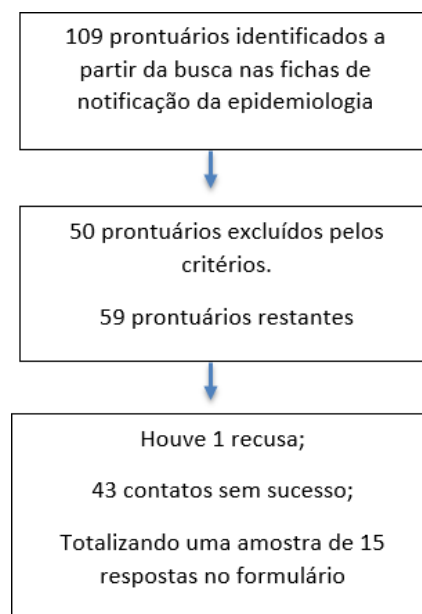 109 prontuários identificados a
partir da busca nas fichas de
notificação da epidemiologia
50 prontuários excluídos pelos
critérios.
59 prontuários restantes
Houve 1 recusa;
43 contatos sem sucesso;
Totalizando uma amostra de 15
respostas no formulário